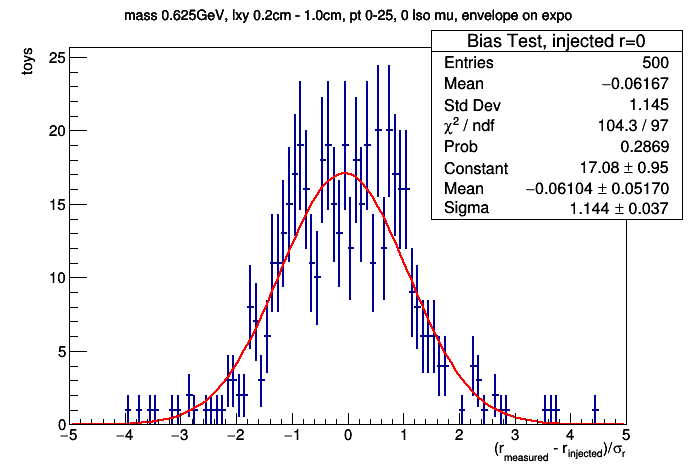 mass 0.625GeV, lxy 0.2cm - 1.0cm, pt 0-25, 0 Iso mu, envelope on expo
toys
Bias Test, injected r=0
Entries 500
Mean −0.06167
Std Dev 1.145
χ² / ndf 104.3 / 97
Prob 0.2869
Constant 17.08 ± 0.95
Mean −0.06104 ± 0.05170
Sigma 1.144 ± 0.037
25
20
15
10
5
0
−5 −4 −3 −2 −1 0 1 2 3 4 5
(r_measured - r_injected)/σ_r